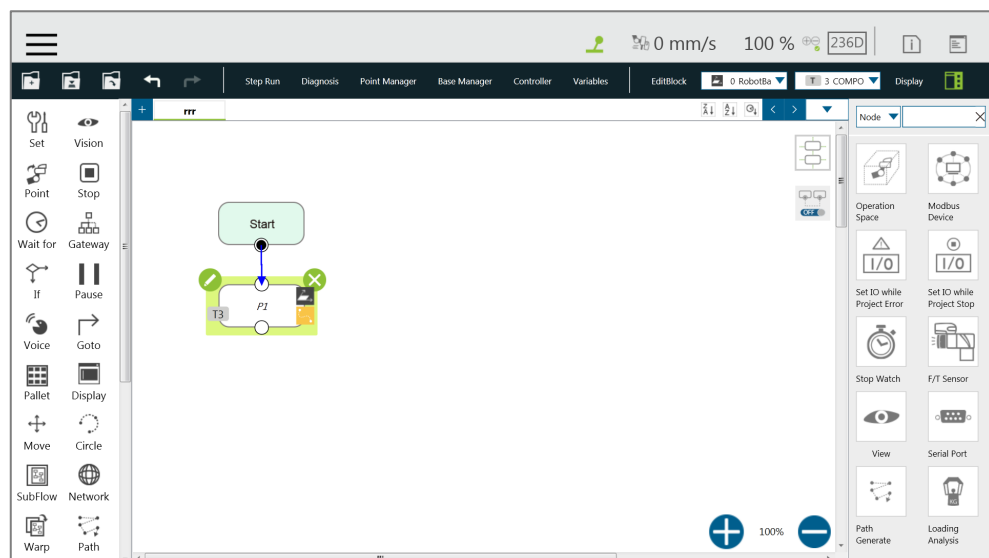 0 mm/s 100 % 236D
Step Run Diagnosis Point Manager Base Manager Controller Variables EditBlock 0 RobotBa T 3 COMPO Display
+ rrr
Node
Set Vision
Point Stop
Wait for Gateway
If Pause
Voice Goto
Pallet Display
Move Circle
SubFlow Network
Warp Path
OFF
Start
P1
T3
100%
Operation
Space
Modbus
Device
I/O
I/O
Set IO while
Project Error
Set IO while
Project Stop
Stop Watch F/T Sensor
View Serial Port
KG
Path
Generate
Loading
Analysis